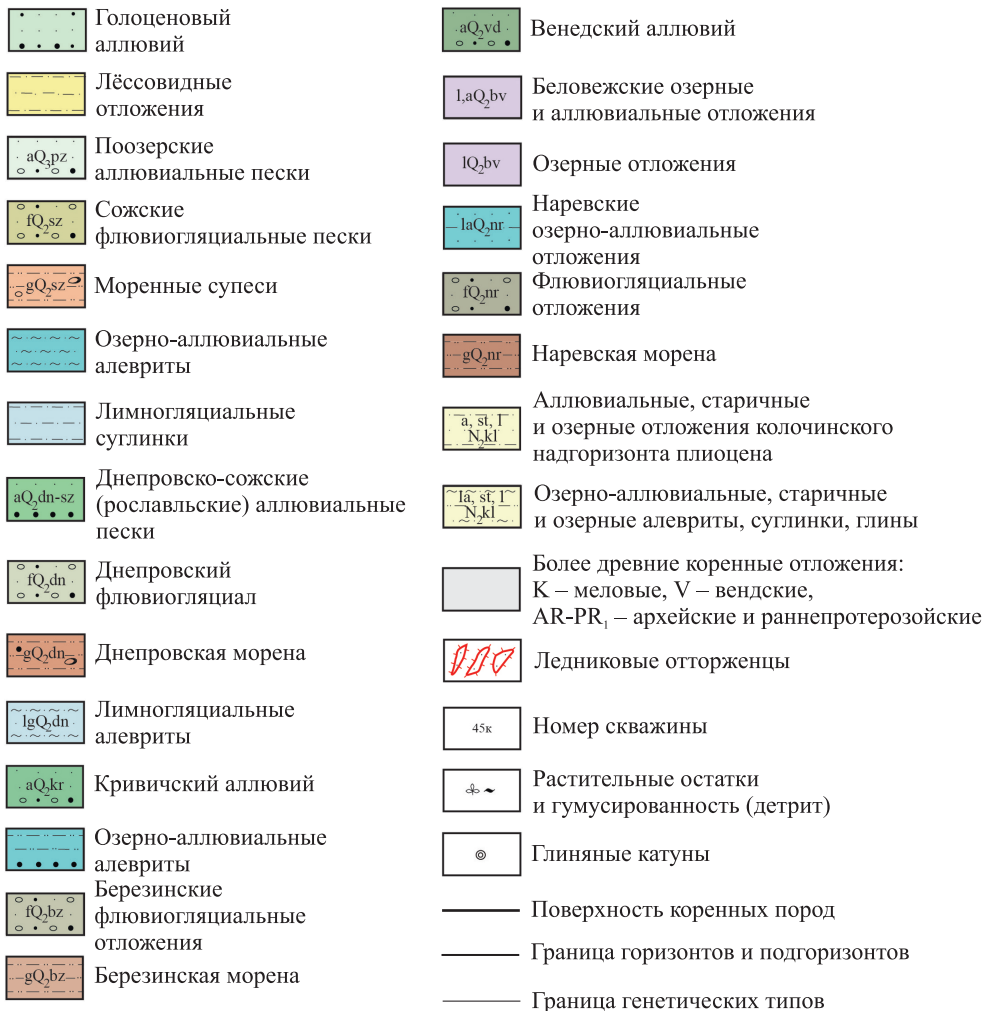 Голоценовый
аллювий
Лёссовидные
отложения
aQ₃pz
Поозерские
аллювиальные пески
fQ₂sz
Сожские
флювиогляциальные пески
gQ₂sz
Моренные супеси
Озерно-аллювиальные
алевриты
Лимногляциальные
суглинки
aQ₂dn-sz
Днепровско-сожские
(рославльские) аллювиальные
пески
fQ₂dn
Днепровский
флювиогляциал
gQ₂dn
Днепровская морена
lgQ₂dn
Лимногляциальные
алевриты
aQ₂kr
Кривичский аллювий
Озерно-аллювиальные
алевриты
fQ₂bz
Березинские
флювиогляциальные
отложения
gQ₂bz
Березинская морена
aQ₂vd
Венедский аллювий
l,aQ₂bv
Беловежские озерные
и аллювиальные отложения
lQ₂bv
Озерные отложения
laQ₂nr
Наревские
озерно-аллювиальные
отложения
fQ₂nr
Флювиогляциальные
отложения
gQ₂nr
Наревская морена
a, st, l
N₂kl
Аллювиальные, старичные
и озерные отложения колочинского
надгоризонта плиоцена
la, st, l
N₂kl
Озерно-аллювиальные, старичные
и озерные алевриты, суглинки, глины
Более древние коренные отложения:
K – меловые, V – вендские,
AR-PR₁ – архейские и раннепротерозойские
Ледниковые отторженцы
45к
Номер скважины
Растительные остатки
и гумусированность (детрит)
Глиняные катуны
Поверхность коренных пород
Граница горизонтов и подгоризонтов
Граница генетических типов